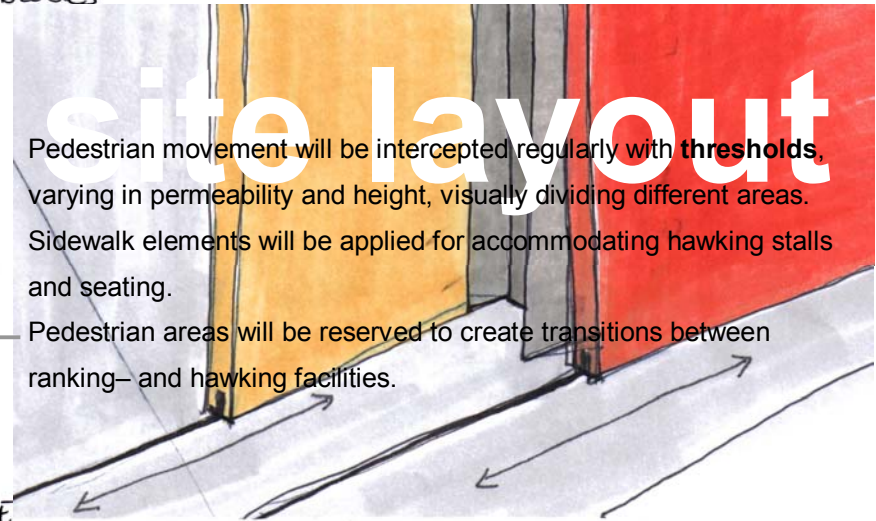 site layout
Pedestrian movement will be intercepted regularly with thresholds,
varying in permeability and height, visually dividing different areas.
Sidewalk elements will be applied for accommodating hawking stalls
and seating.
Pedestrian areas will be reserved to create transitions between
ranking– and hawking facilities.